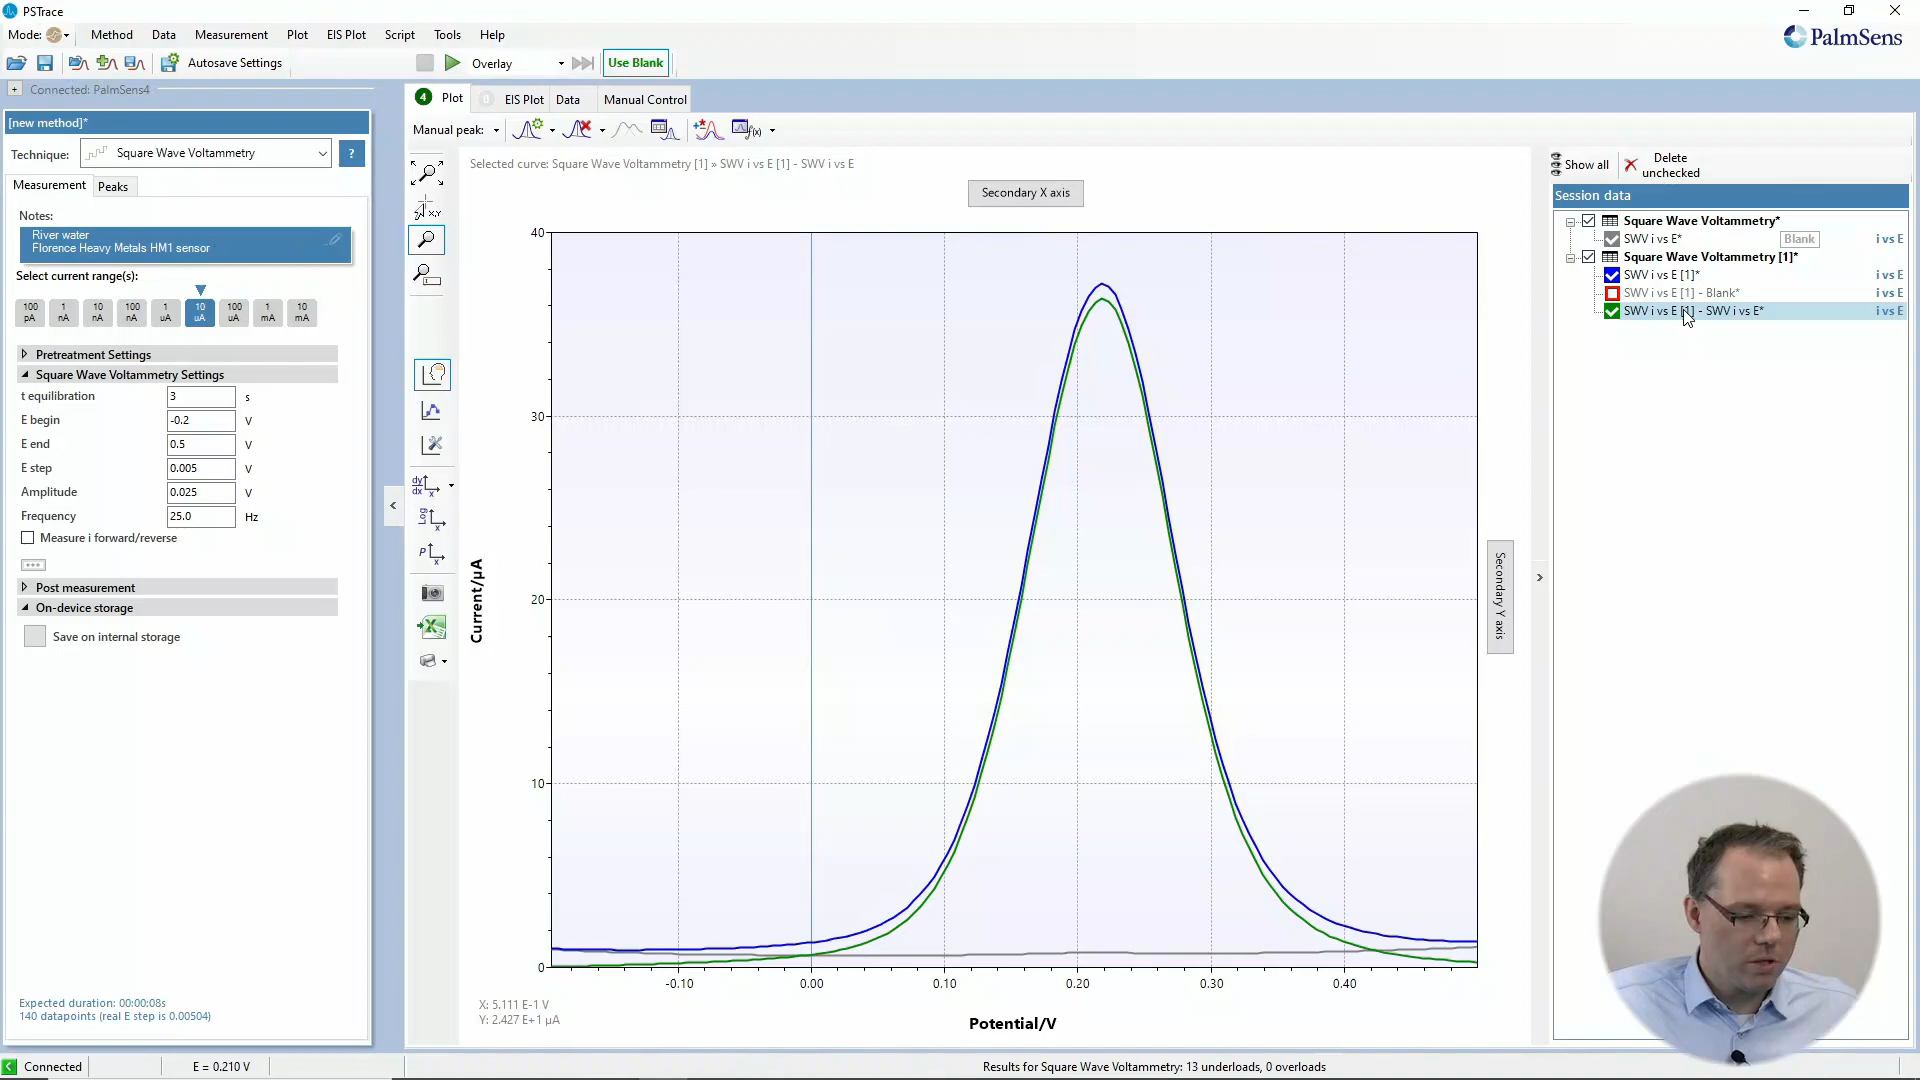 PSTrace
Mode:
Method Data Measurement Plot EIS Plot Script Tools Help
PalmSens
Autosave Settings
Overlay
Use Blank
Connected: PalmSens4
[new method]*
Technique: Square Wave Voltammetry ?
Measurement Peaks
Notes:
River water
Florence Heavy Metals HM1 sensor
Select current range(s):
100 pA 1 nA 10 nA 100 nA 1 uA 10 uA 100 uA 1 mA 10 mA
Pretreatment Settings
Square Wave Voltammetry Settings
t equilibration 3 s
E begin -0.2 V
E end 0.5 V
E step 0.005 V
Amplitude 0.025 V
Frequency 25.0 Hz
Measure i forward/reverse
Post measurement
On-device storage
Save on internal storage
Expected duration: 00:00:08s
140 datapoints (real E step is 0.00504)
4 Plot 0 EIS Plot Data Manual Control
Manual peak:
Selected curve: Square Wave Voltammetry [1] » SWV i vs E [1] - SWV i vs E
Secondary X axis
X,Y
dy/dx x
Log x
P x
40
30
20
10
0
Current/µA
-0.10 0.00 0.10 0.20 0.30 0.40
Potential/V
X: 5.111 E-1 V
Y: 2.427 E+1 µA
Secondary Y axis
Show all
Delete unchecked
Session data
Square Wave Voltammetry*
SWV i vs E* Blank i vs E
Square Wave Voltammetry [1]*
SWV i vs E [1]* i vs E
SWV i vs E [1] - Blank* i vs E
SWV i vs E [1] - SWV i vs E* i vs E
Connected
E = 0.210 V
Results for Square Wave Voltammetry: 13 underloads, 0 overloads